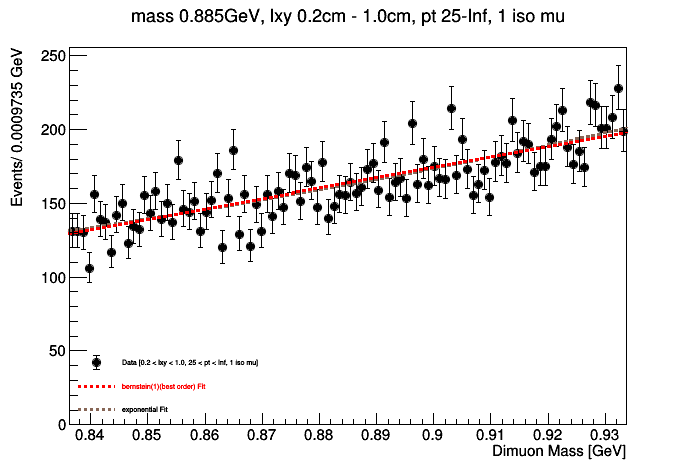 mass 0.885GeV, lxy 0.2cm - 1.0cm, pt 25-Inf, 1 iso mu
Events/ 0.0009735 GeV
250
200
150
100
50
0
Data [0.2 < lxy < 1.0, 25 < pt < Inf, 1 iso mu]
bernstein(1)(best order) Fit
exponential Fit
0.84 0.85 0.86 0.87 0.88 0.89 0.9 0.91 0.92 0.93
Dimuon Mass [GeV]